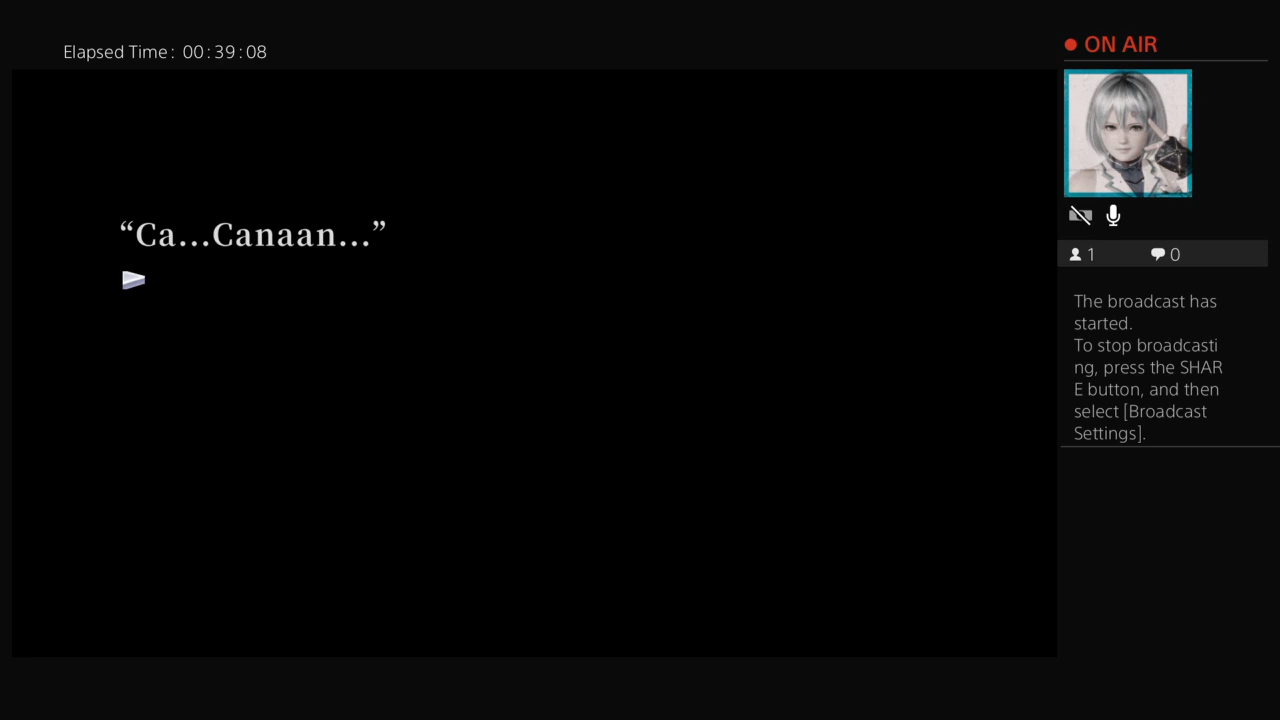 Elapsed Time: 00:39:08
ON AIR
“Ca...Canaan...”
1 0
The broadcast has
started.
To stop broadcasti
ng, press the SHAR
E button, and then
select [Broadcast
Settings].